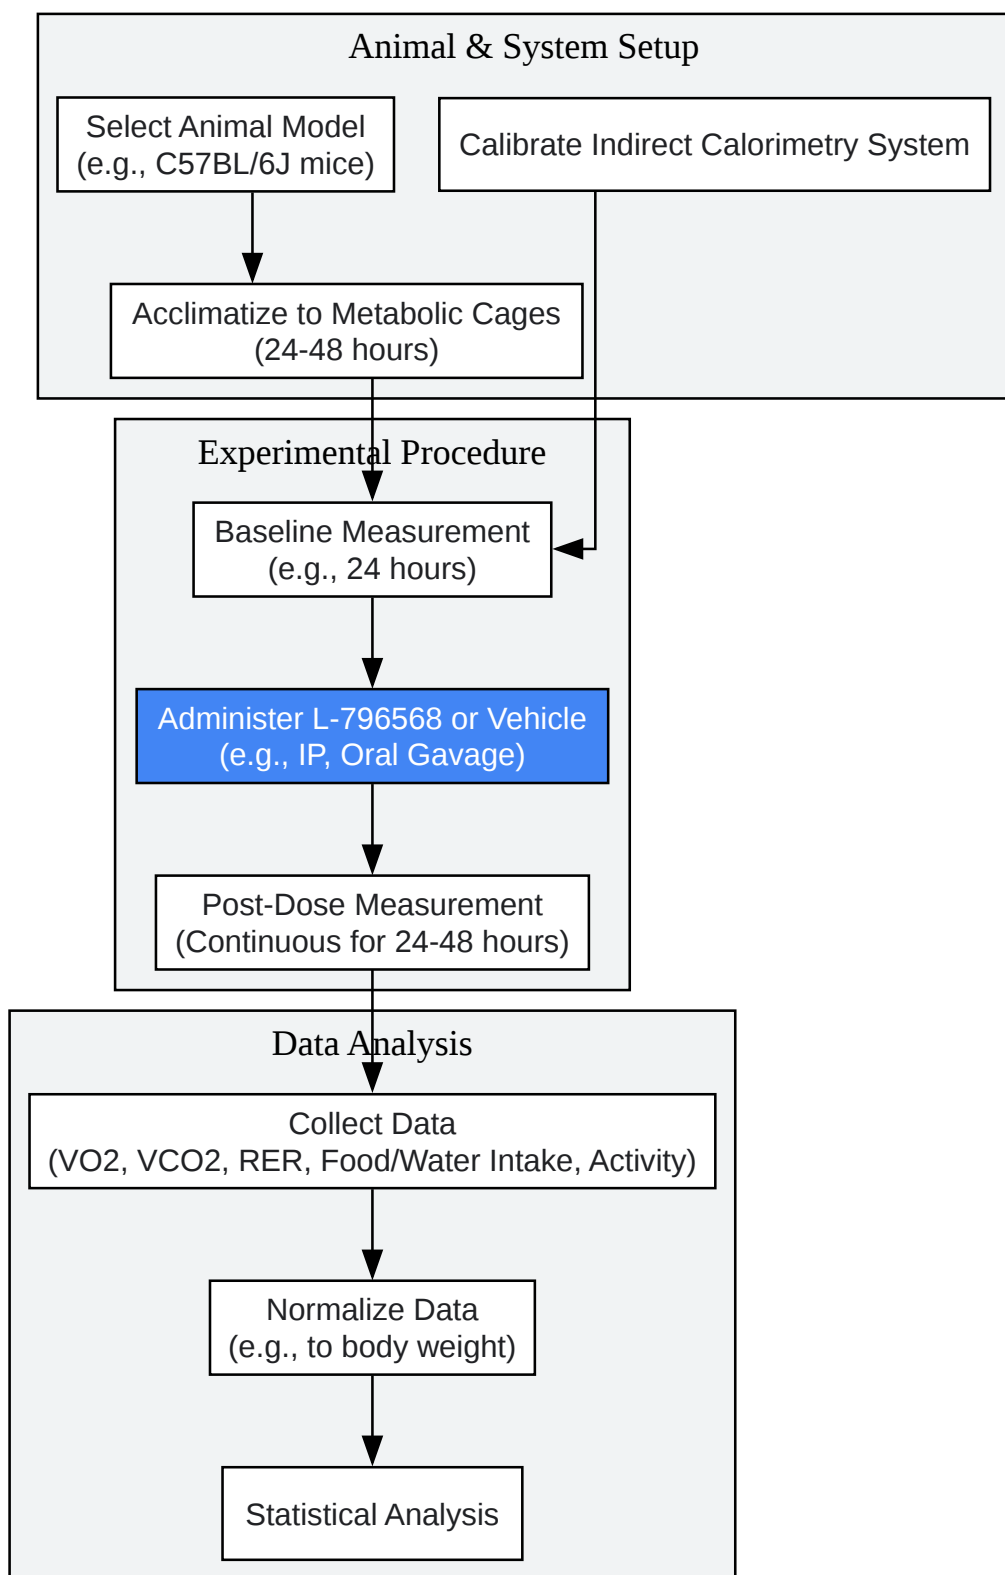 Animal & System Setup
Select Animal Model
(e.g., C57BL/6J mice)
Calibrate Indirect Calorimetry System
Acclimatize to Metabolic Cages
(24-48 hours)
Experimental Procedure
Baseline Measurement
(e.g., 24 hours)
Administer L-796568 or Vehicle
(e.g., IP, Oral Gavage)
Post-Dose Measurement
(Continuous for 24-48 hours)
Data Analysis
Collect Data
(VO2, VCO2, RER, Food/Water Intake, Activity)
Normalize Data
(e.g., to body weight)
Statistical Analysis